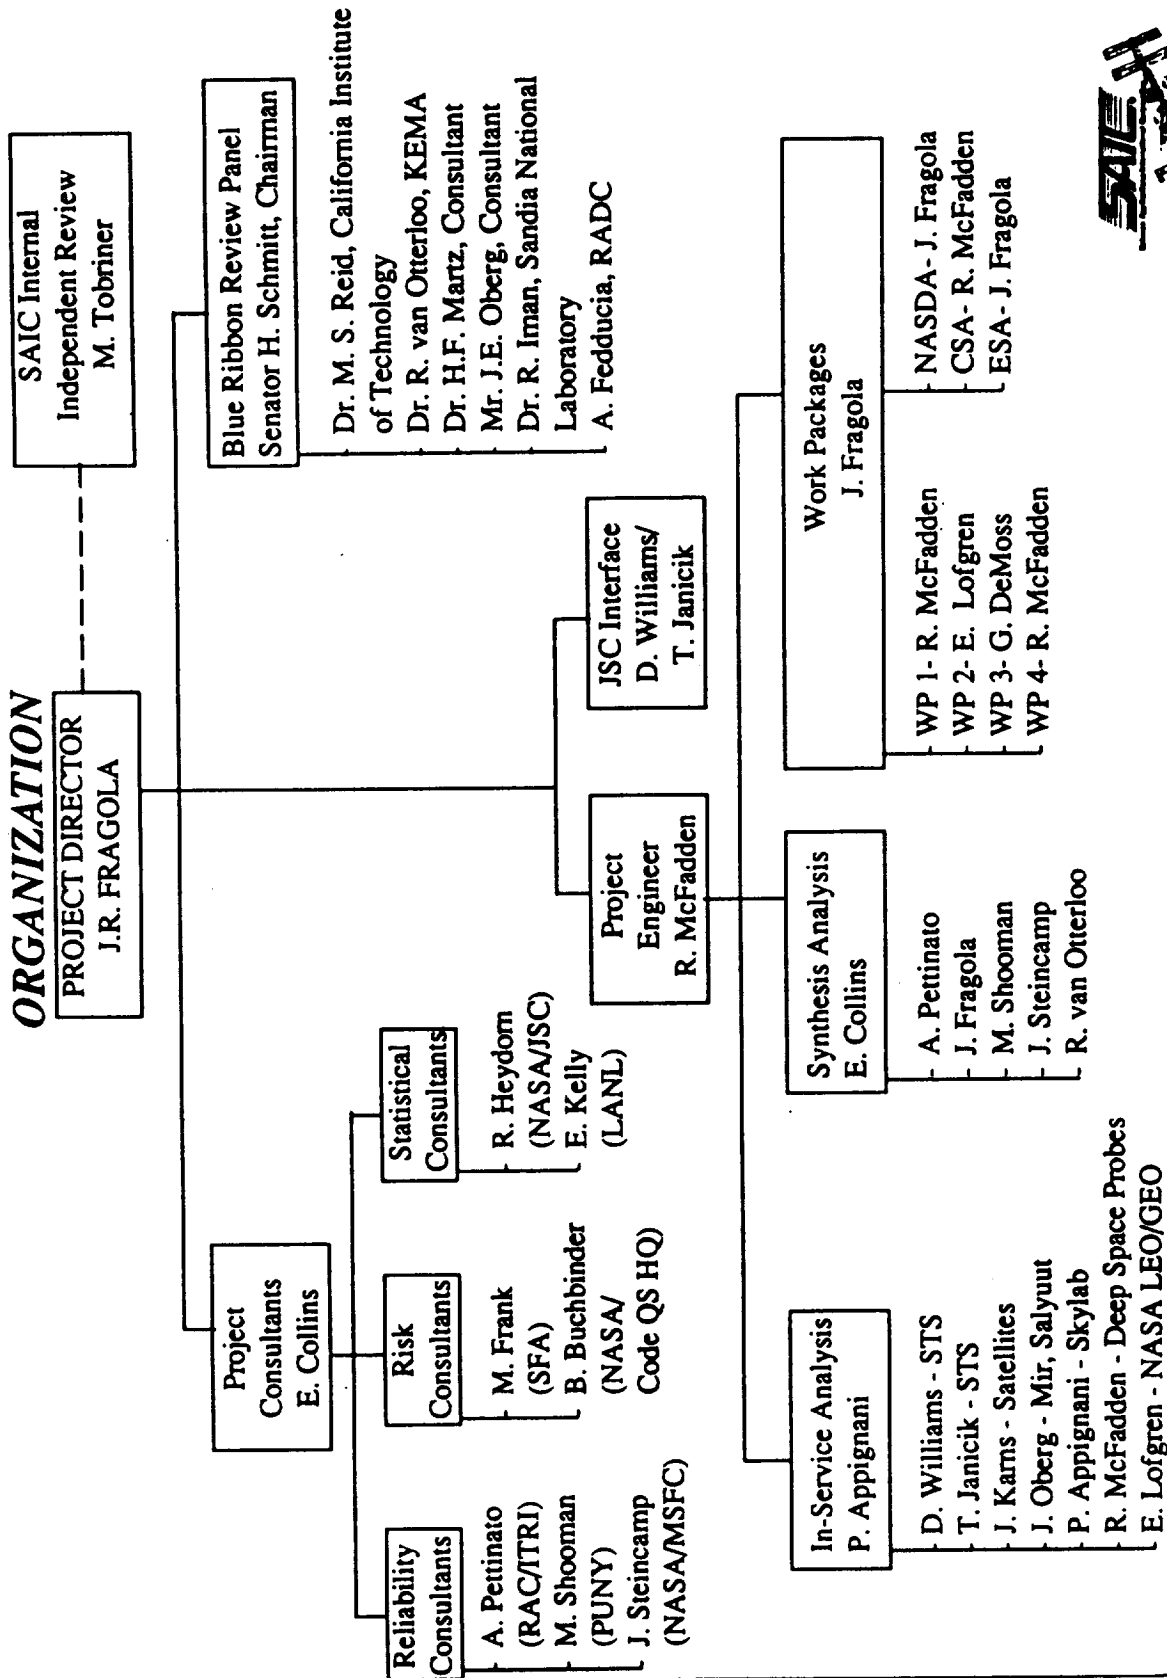 ORGANIZATION
PROJECT DIRECTOR
J.R. FRAGOLA
SAIC Internal
Independent Review
M. Tobriner
Project
Consultants
E. Collins
Blue Ribbon Review Panel
Senator H. Schmitt, Chairman
Dr. M. S. Reid, California Institute
of Technology
Dr. R. van Otterloo, KEMA
Dr. H.F. Martz, Consultant
Mr. J.E. Oberg, Consultant
Dr. R. Iman, Sandia National
Laboratory
A. Fedducia, RADC
Reliability
Consultants
A. Pettinato
(RAC/ITRI)
M. Shooman
(PUNY)
J. Steincamp
(NASA/MSFC)
Risk
Consultants
M. Frank
(SFA)
B. Buchbinder
(NASA/
Code QS HQ)
Statistical
Consultants
R. Heydorn
(NASA/JSC)
E. Kelly
(LANL)
Project
Engineer
R. McFadden
JSC Interface
D. Williams/
T. Janicik
In-Service Analysis
P. Appignani
D. Williams - STS
T. Janicik - STS
J. Karns - Satellites
J. Oberg - Mir, Salyuut
P. Appignani - Skylab
R. McFadden - Deep Space Probes
E. Lofgren - NASA LEO/GEO
Synthesis Analysis
E. Collins
A. Pettinato
J. Fragola
M. Shooman
J. Steincamp
R. van Otterloo
Work Packages
J. Fragola
WP 1- R. McFadden
WP 2- E. Lofgren
WP 3- G. DeMoss
WP 4- R. McFadden
NASDA- J. Fragola
CSA- R. McFadden
ESA- J. Fragola
SAIC